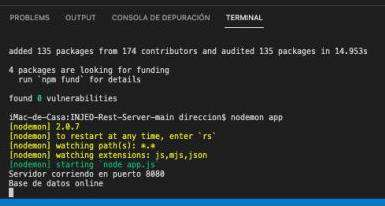 PROBLEMS OUTPUT CONSOLA DE DEPURACIÓN TERMINAL
added 135 packages from 174 contributors and audited 135 packages in 14.953s
4 packages are looking for funding
run `npm fund` for details
found 0 vulnerabilities
iMac-de-Casa:INJEO-Rest-Server-main direccion$ nodemon app
[nodemon] 2.0.7
[nodemon] to restart at any time, enter `rs`
[nodemon] watching path(s): *.*
[nodemon] watching extensions: js,mjs,json
[nodemon] starting `node app.js`
Servidor corriendo en puerto 8080
Base de datos online